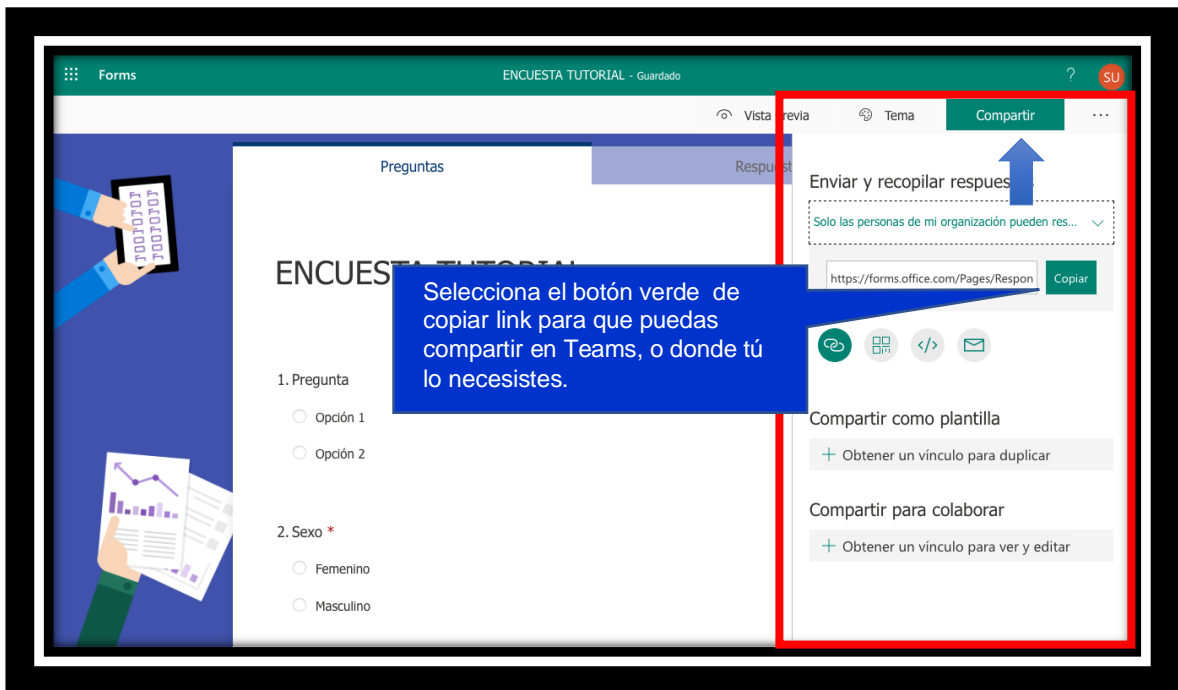 Forms
ENCUESTA TUTORIAL - Guardado
?
SU
Vista revia
Tema
Compartir
...
Preguntas
Respuest
Enviar y recopilar respues
Solo las personas de mi organización pueden res...
https://forms.office.com/Pages/Respon
Copiar
ENCUESTA TUTORIAL
Selecciona el botón verde de
copiar link para que puedas
compartir en Teams, o donde tú
lo necesistes.
</>
1. Pregunta
Opción 1
Opción 2
Compartir como plantilla
+ Obtener un vínculo para duplicar
Compartir para colaborar
+ Obtener un vínculo para ver y editar
2. Sexo *
Femenino
Masculino